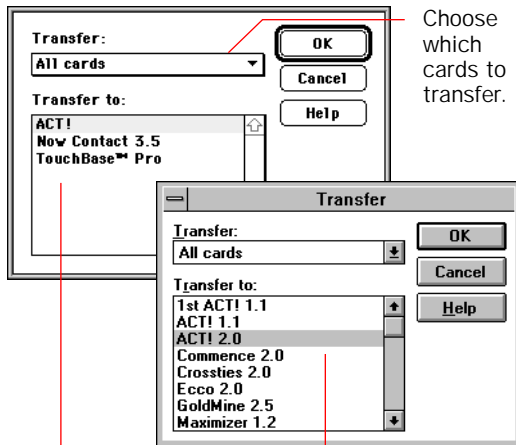 Transfer:
All cards
Transfer to:
ACT!
Now Contact 3.5
TouchBase™ Pro
OK
Cancel
Help
Choose
which
cards to
transfer.
Transfer
Transfer:
All cards
Transfer to:
1st ACT! 1.1
ACT! 1.1
ACT! 2.0
Commence 2.0
Crossties 2.0
Ecco 2.0
GoldMine 2.5
Maximizer 1.2
OK
Cancel
Help